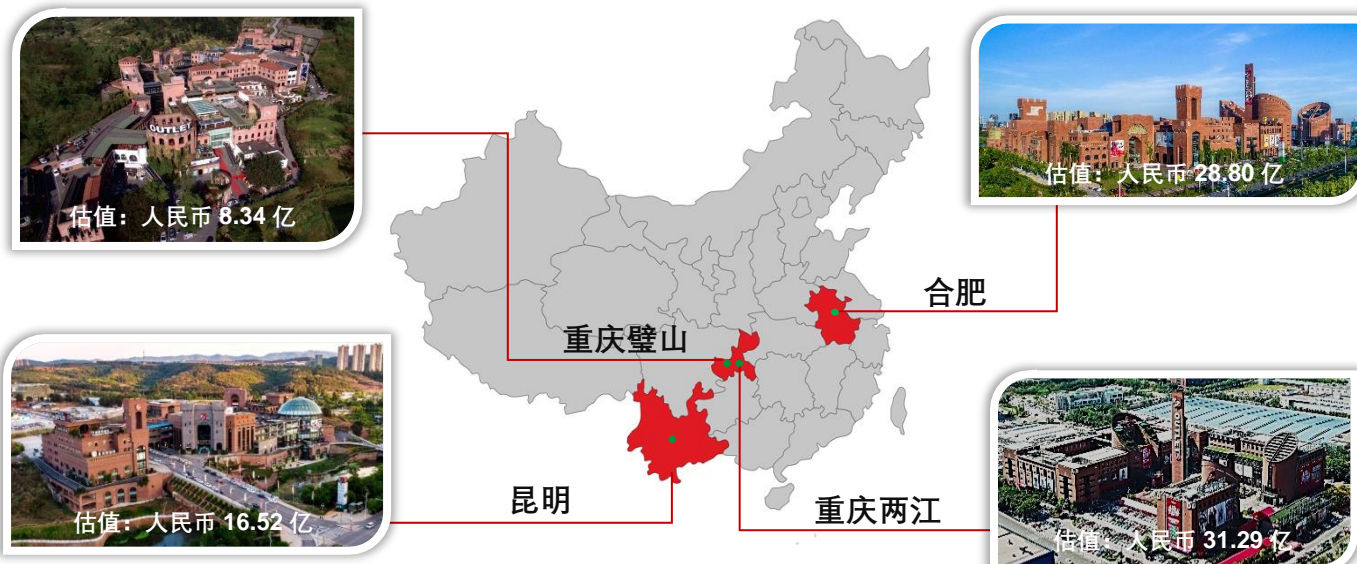 OUTLET
估值：人民币 8.34 亿
估值：人民币 28.80 亿
合肥
重庆璧山
昆明
估值：人民币 16.52 亿
重庆两江
估值：人民币 31.29 亿